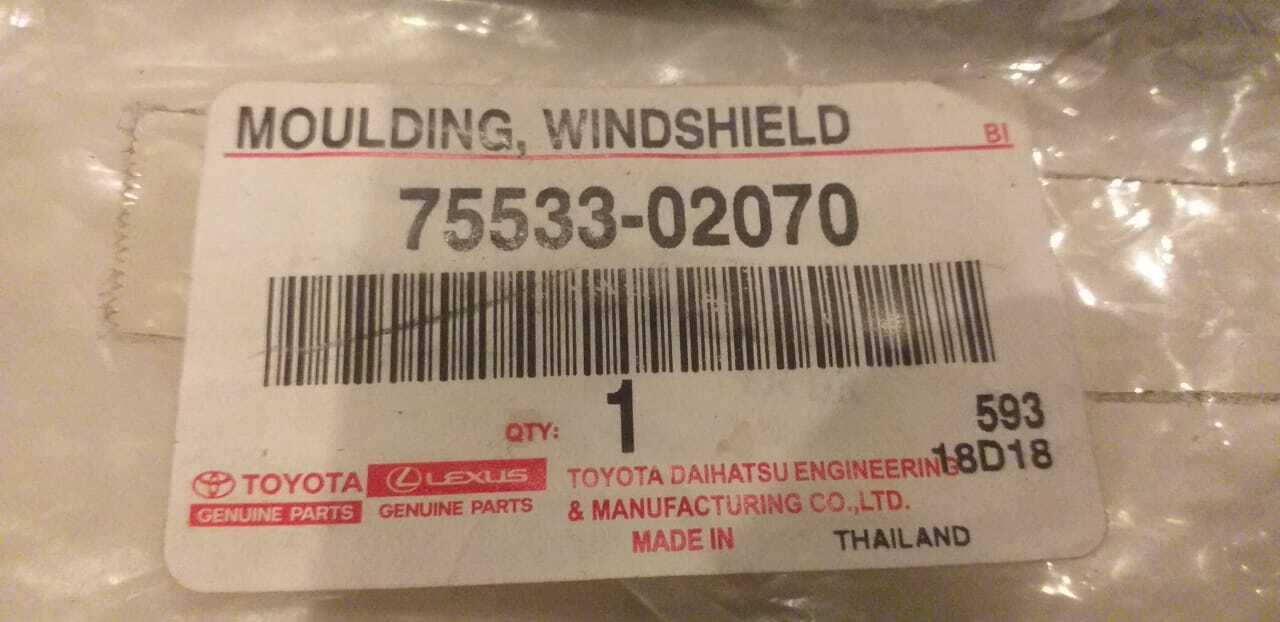 MOULDING, WINDSHIELD
BI
75533-02070
QTY: 1
593
18D18
TOYOTA
GENUINE PARTS
LEXUS
GENUINE PARTS
TOYOTA DAIHATSU ENGINEERING
& MANUFACTURING CO.,LTD.
MADE IN THAILAND